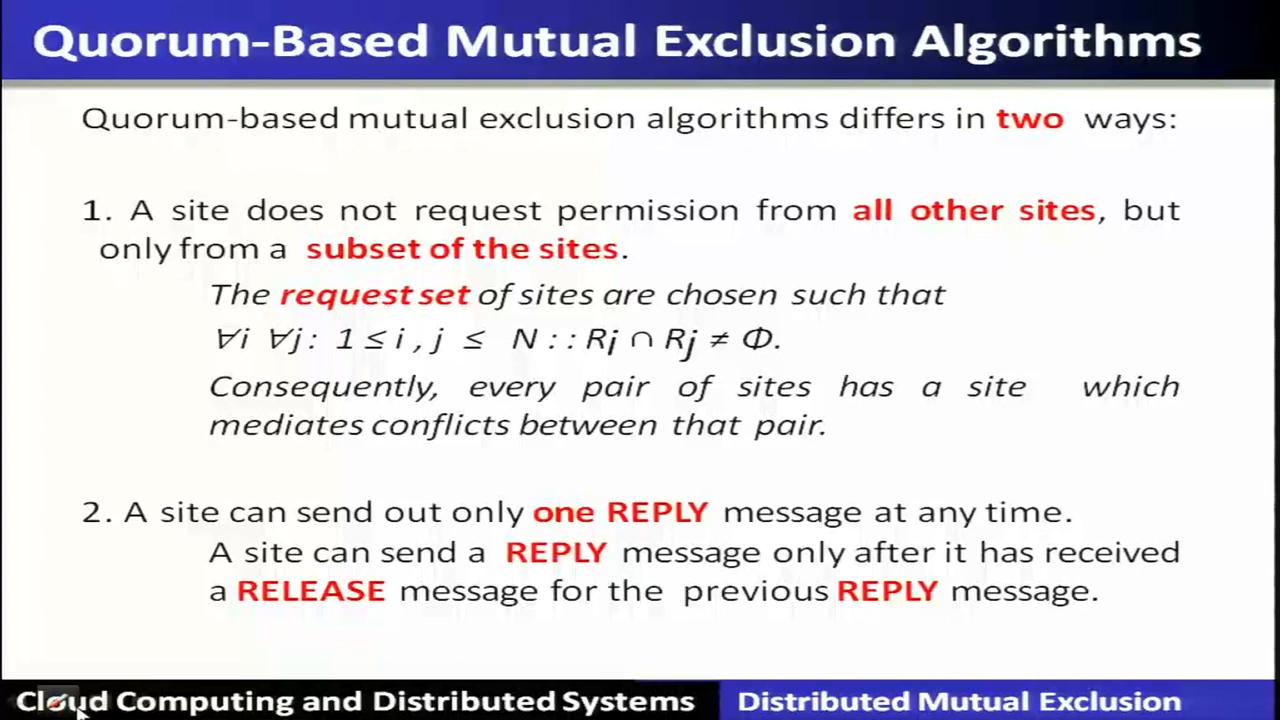 Quorum-Based Mutual Exclusion Algorithms
Quorum-based mutual exclusion algorithms differs in two ways:
1. A site does not request permission from all other sites, but
only from a subset of the sites.
The request set of sites are chosen such that
∀i ∀j: 1 ≤ i , j ≤ N : : Ri ∩ Rj ≠ Φ.
Consequently, every pair of sites has a site which
mediates conflicts between that pair.
2. A site can send out only one REPLY message at any time.
A site can send a REPLY message only after it has received
a RELEASE message for the previous REPLY message.
Cloud Computing and Distributed Systems
Distributed Mutual Exclusion